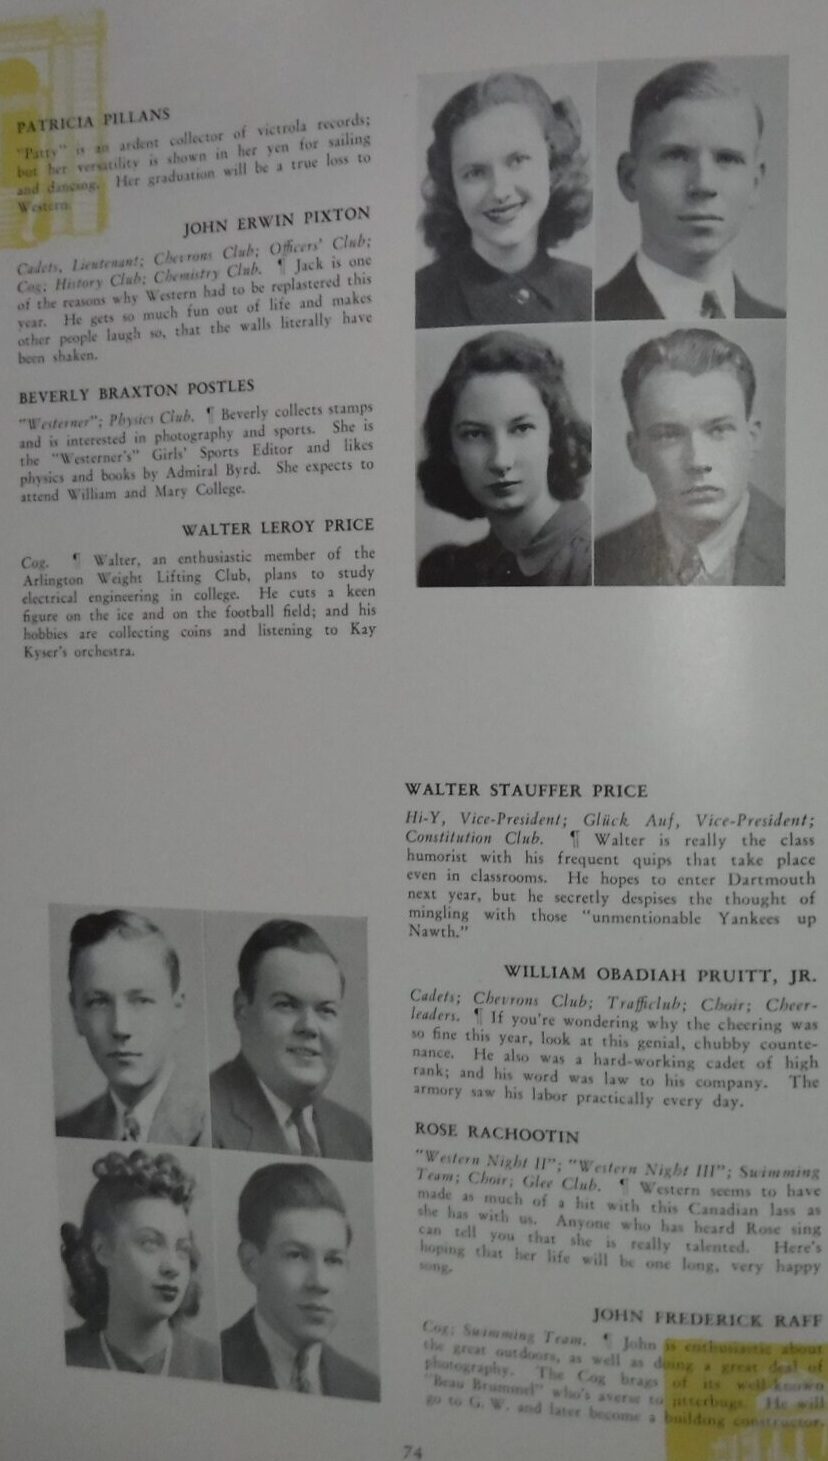 PATRICIA PILLANS
"Patty" is an ardent collector of victrola records;
but her versatility is shown in her yen for sailing
and dancing. Her graduation will be a true loss to
Western.
JOHN ERWIN PIXTON
Cadets, Lieutenant; Chevrons Club; Officers' Club;
Cog; History Club; Chemistry Club. ¶ Jack is one
of the reasons why Western had to be replastered this
year. He gets so much fun out of life and makes
other people laugh so, that the walls literally have
been shaken.
BEVERLY BRAXTON POSTLES
"Westerner"; Physics Club. ¶ Beverly collects stamps
and is interested in photography and sports. She is
the "Westerner's" Girls' Sports Editor and likes
physics and books by Admiral Byrd. She expects to
attend William and Mary College.
WALTER LEROY PRICE
Cog. ¶ Walter, an enthusiastic member of the
Arlington Weight Lifting Club, plans to study
electrical engineering in college. He cuts a keen
figure on the ice and on the football field; and his
hobbies are collecting coins and listening to Kay
Kyser's orchestra.
WALTER STAUFFER PRICE
Hi-Y, Vice-President; Glück Auf, Vice-President;
Constitution Club. ¶ Walter is really the class
humorist with his frequent quips that take place
even in classrooms. He hopes to enter Dartmouth
next year, but he secretly despises the thought of
mingling with those "unmentionable Yankees up
Nawth."
WILLIAM OBADIAH PRUITT, JR.
Cadets; Chevrons Club; Trafficlub; Choir; Cheer-
leaders. ¶ If you're wondering why the cheering was
so fine this year, look at this genial, chubby counte-
nance. He also was a hard-working cadet of high
rank; and his word was law to his company. The
armory saw his labor practically every day.
ROSE RACHOOTIN
"Western Night II"; "Western Night III"; Swimming
Team; Choir; Glee Club. ¶ Western seems to have
made as much of a hit with this Canadian lass as
she has with us. Anyone who has heard Rose sing
can tell you that she is really talented. Here's
hoping that her life will be one long, very happy
song.
JOHN FREDERICK RAFF
Cog; Swimming Team. ¶ John is enthusiastic about
the great outdoors, as well as doing a great deal of
photography. The Cog brags of its well-known
"Beau Brummel" who's averse to jitterbugs. He will
go to G. W. and later become a building constructor.
74